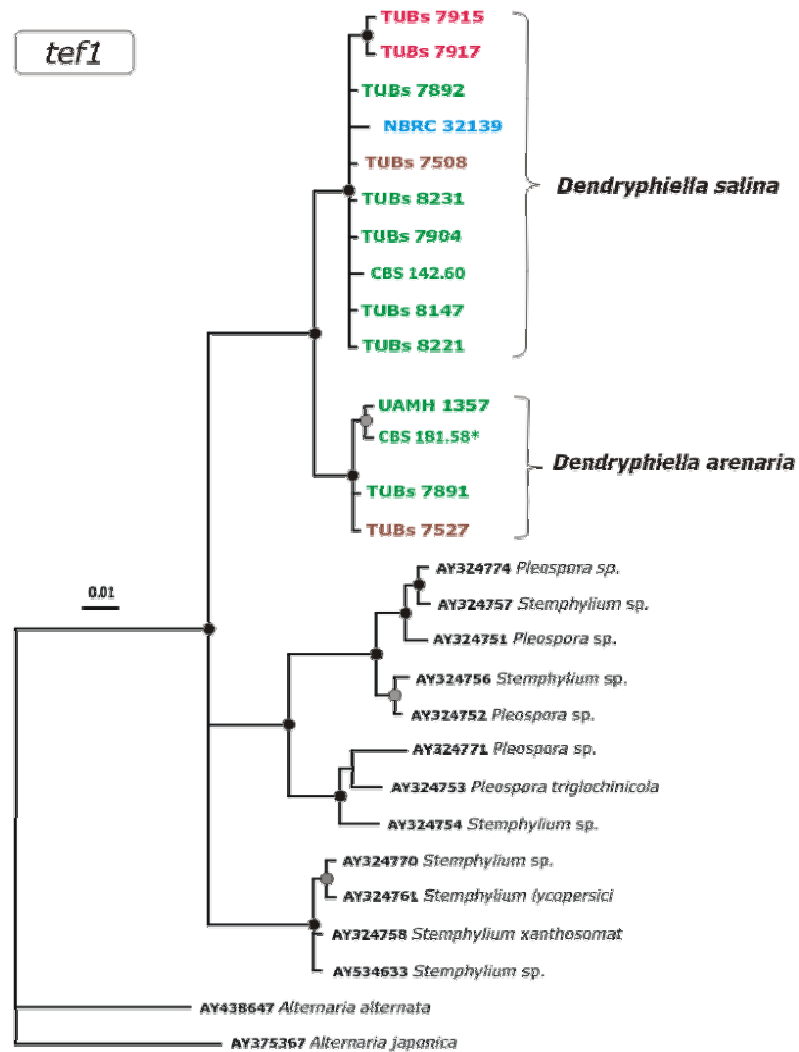 tef1
TUBs 7915
TUBs 7917
TUBs 7892
NBRC 32139
TUBs 7508
TUBs 8231
TUBs 7904
CBS 142.60
TUBs 8147
TUBs 8221
Dendryphiella salina
UAMH 1357
CBS 181.58*
TUBs 7891
TUBs 7527
Dendryphiella arenaria
0.01
AY324774 Pleospora sp.
AY324757 Stemphylium sp.
AY324751 Pleospora sp.
AY324756 Stemphylium sp.
AY324752 Pleospora sp.
AY324771 Pleospora sp.
AY324753 Pleospora triglochinicola
AY324754 Stemphylium sp.
AY324770 Stemphylium sp.
AY324761 Stemphylium lycopersici
AY324758 Stemphylium xanthosomat
AY534633 Stemphylium sp.
AY438647 Alternaria alternata
AY375367 Alternaria japonica